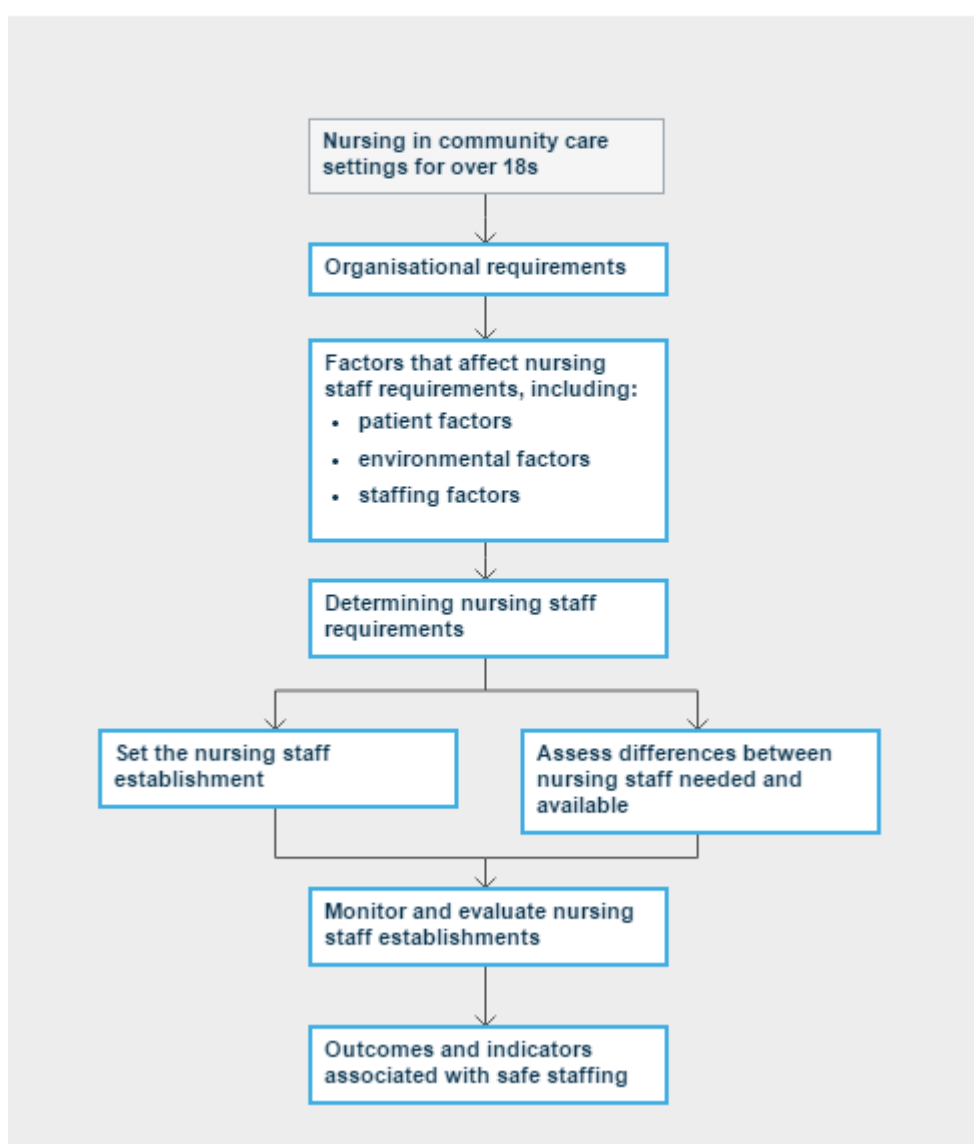 Nursing in community care
settings for over 18s
Organisational requirements
Factors that affect nursing
staff requirements, including:
• patient factors
• environmental factors
• staffing factors
Determining nursing staff
requirements
Set the nursing staff
establishment
Assess differences between
nursing staff needed and
available
Monitor and evaluate nursing
staff establishments
Outcomes and indicators
associated with safe staffing